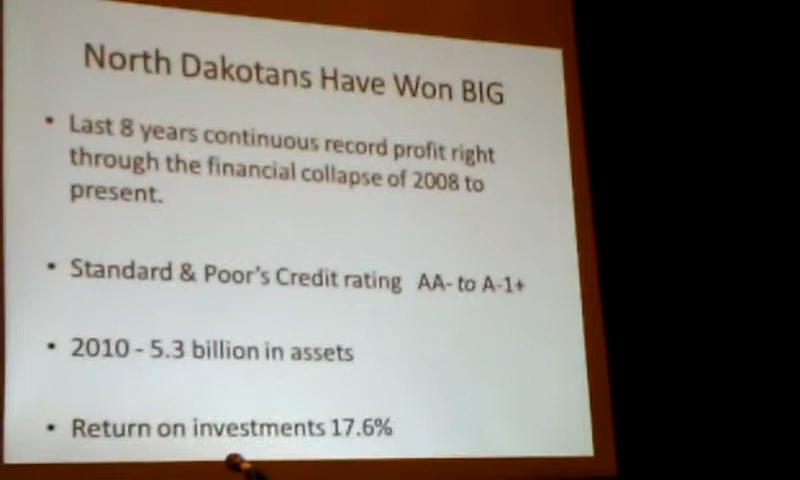 North Dakotans Have Won BIG
• Last 8 years continuous record profit right
through the financial collapse of 2008 to
present.
• Standard & Poor's Credit rating AA- to A-1+
• 2010 - 5.3 billion in assets
• Return on investments 17.6%